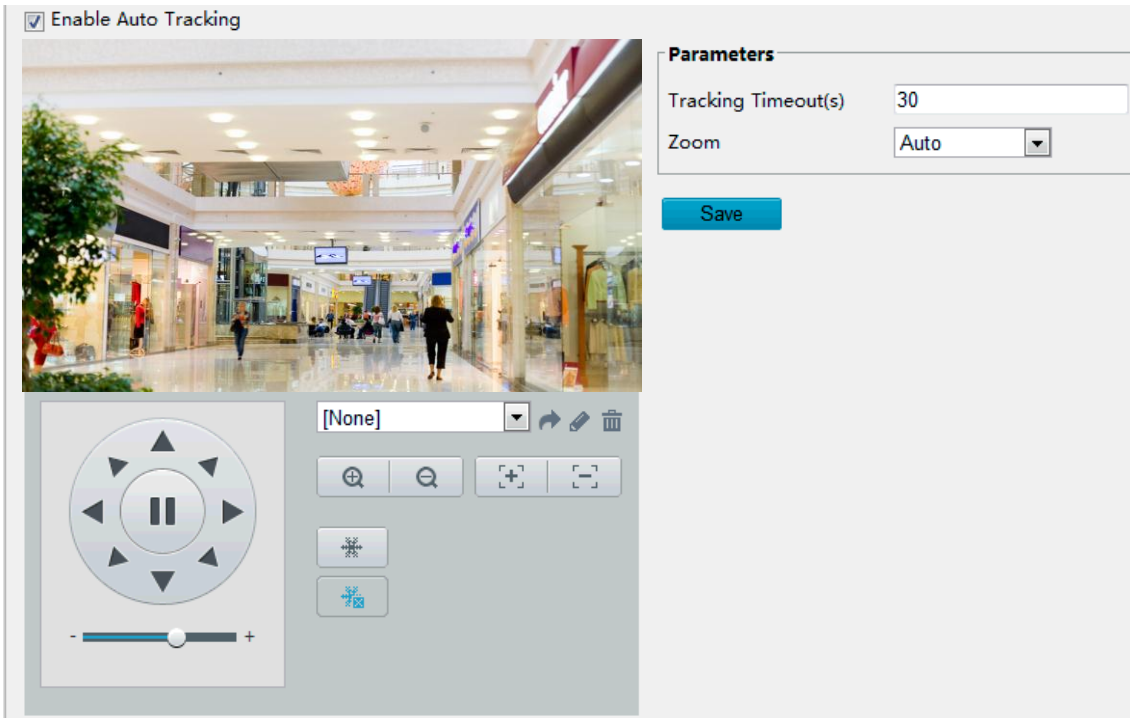 Enable Auto Tracking
Parameters
Tracking Timeout(s)
30
Zoom
Auto
Save
[None]
- +